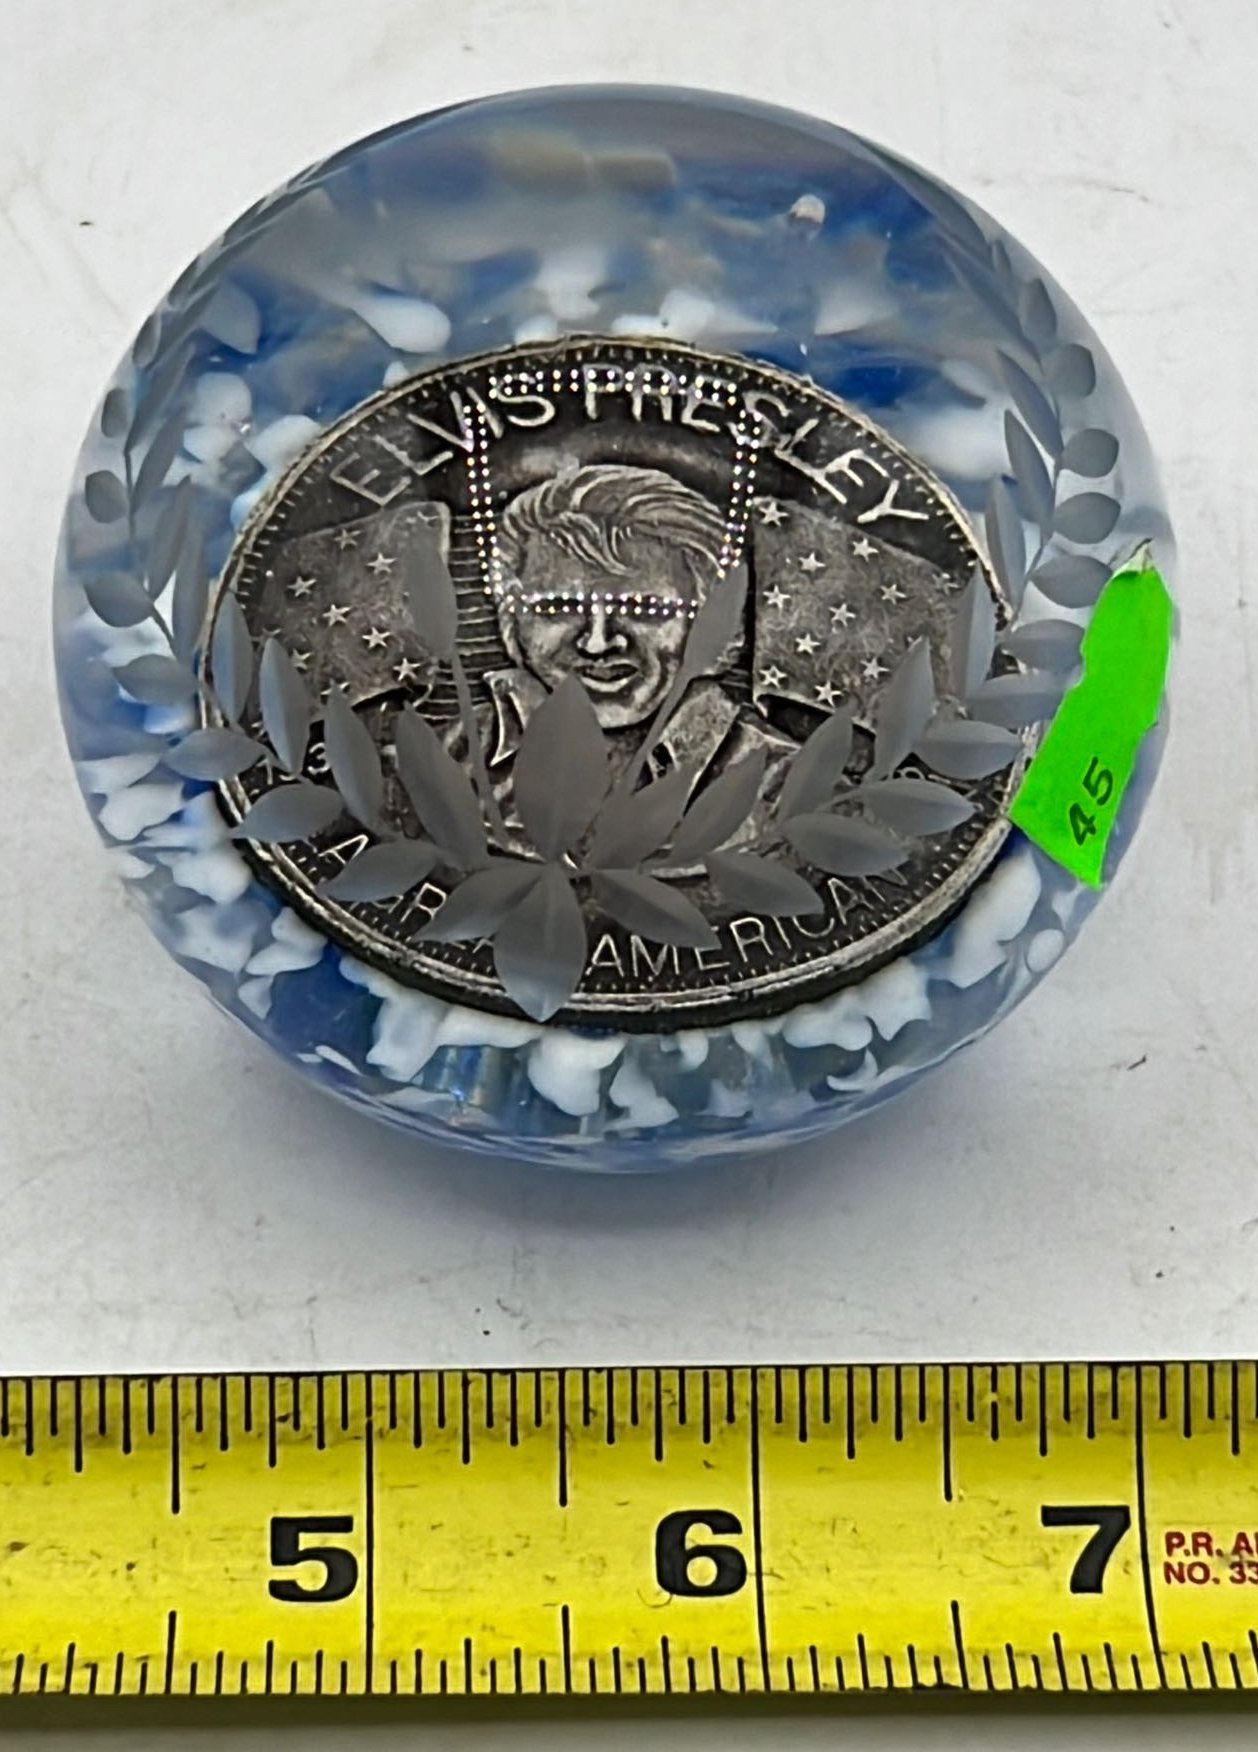 ELVIS PRESLEY
AMERICAN
45
5 6 7
P.R.
NO. 33